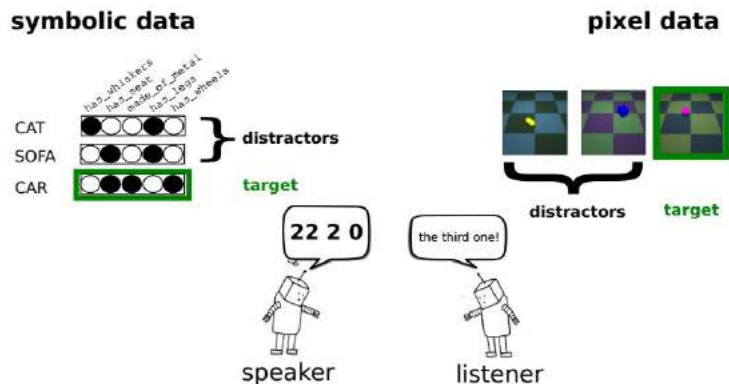 symbolic data
pixel data
has_whiskers
has_seat
made_of_metal
has_legs
has_wheels
CAT
SOFA
CAR
distractors
target
distractors
target
22 2 0
the third one!
speaker
listener